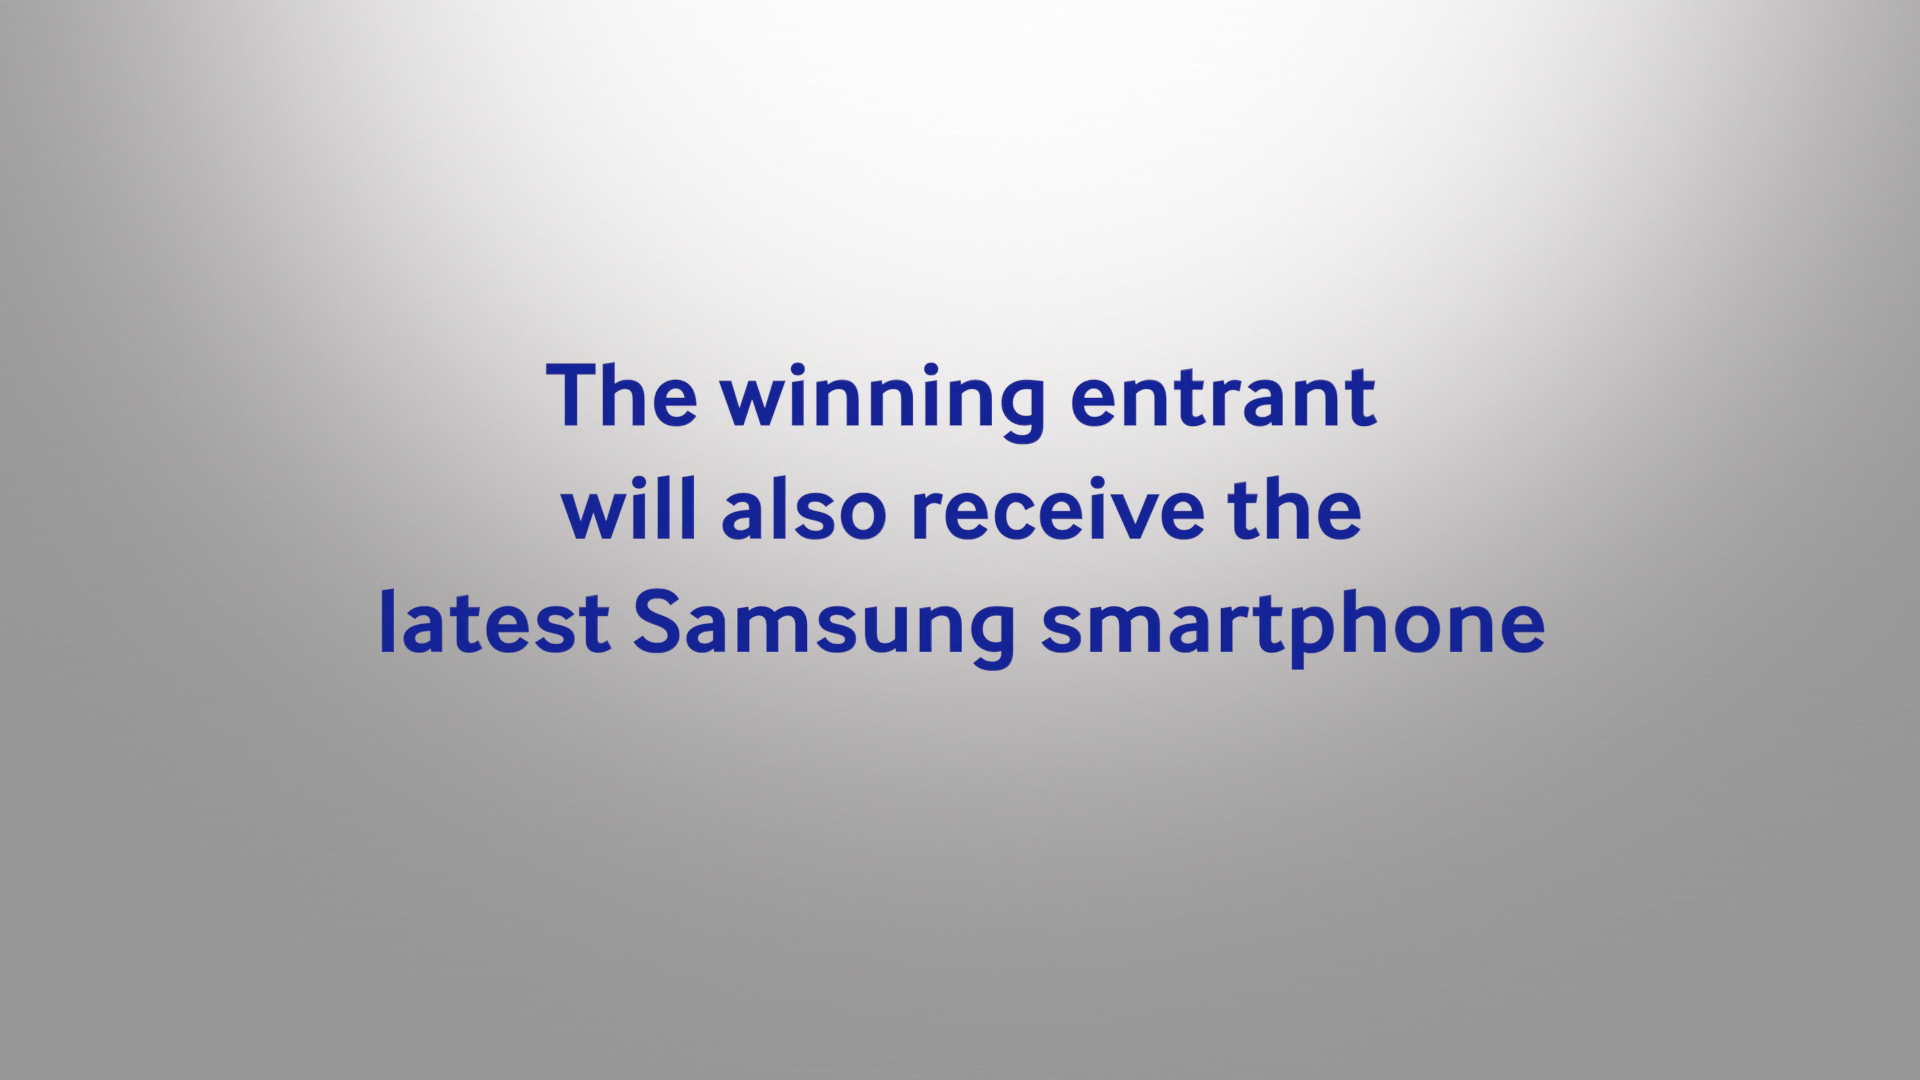 The winning entrant
will also receive the
latest Samsung smartphone